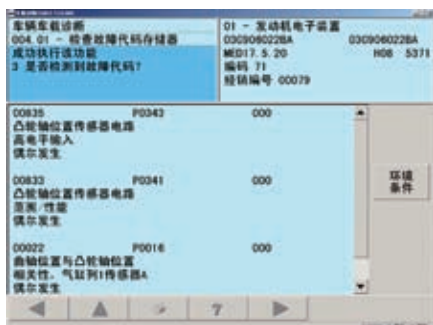 车辆车载诊断
004.01 - 检查故障代码存储器
成功执行该功能
3 是否检测到故障代码?
01 - 发动机电子装置
030906022BA 030906022BA
MED17.5.20 H08 5371
编码 71
经销编号 00079
00835 P0343 000
凸轮轴位置传感器电路
高电平输入
偶尔发生
00833 P0341 000
凸轮轴位置传感器电路
范围/性能
偶尔发生
00022 P0016 000
曲轴位置与凸轮轴位置
相关性, 气缸列1传感器A
偶尔发生
环境
条件
?